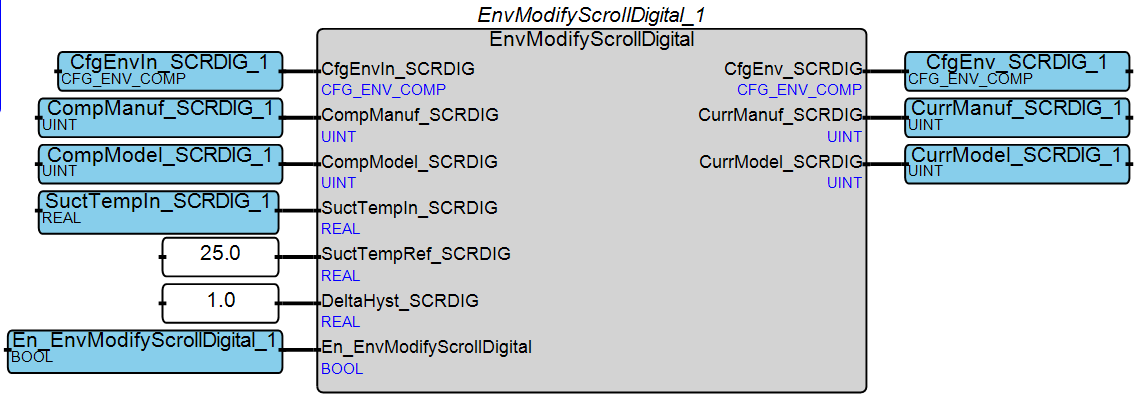 EnvModifyScrollDigital_1
EnvModifyScrollDigital
CfgEnvIn_SCRDIG_1
CFG_ENV_COMP
CfgEnvIn_SCRDIG
CFG_ENV_COMP
CfgEnv_SCRDIG
CFG_ENV_COMP
CfgEnv_SCRDIG_1
CFG_ENV_COMP
CompManuf_SCRDIG_1
UINT
CompManuf_SCRDIG
UINT
CurrManuf_SCRDIG
UINT
CurrManuf_SCRDIG_1
UINT
CompModel_SCRDIG_1
UINT
CompModel_SCRDIG
UINT
CurrModel_SCRDIG
UINT
CurrModel_SCRDIG_1
UINT
SuctTempIn_SCRDIG_1
REAL
SuctTempIn_SCRDIG
REAL
25.0
SuctTempRef_SCRDIG
REAL
1.0
DeltaHyst_SCRDIG
REAL
En_EnvModifyScrollDigital_1
BOOL
En_EnvModifyScrollDigital
BOOL